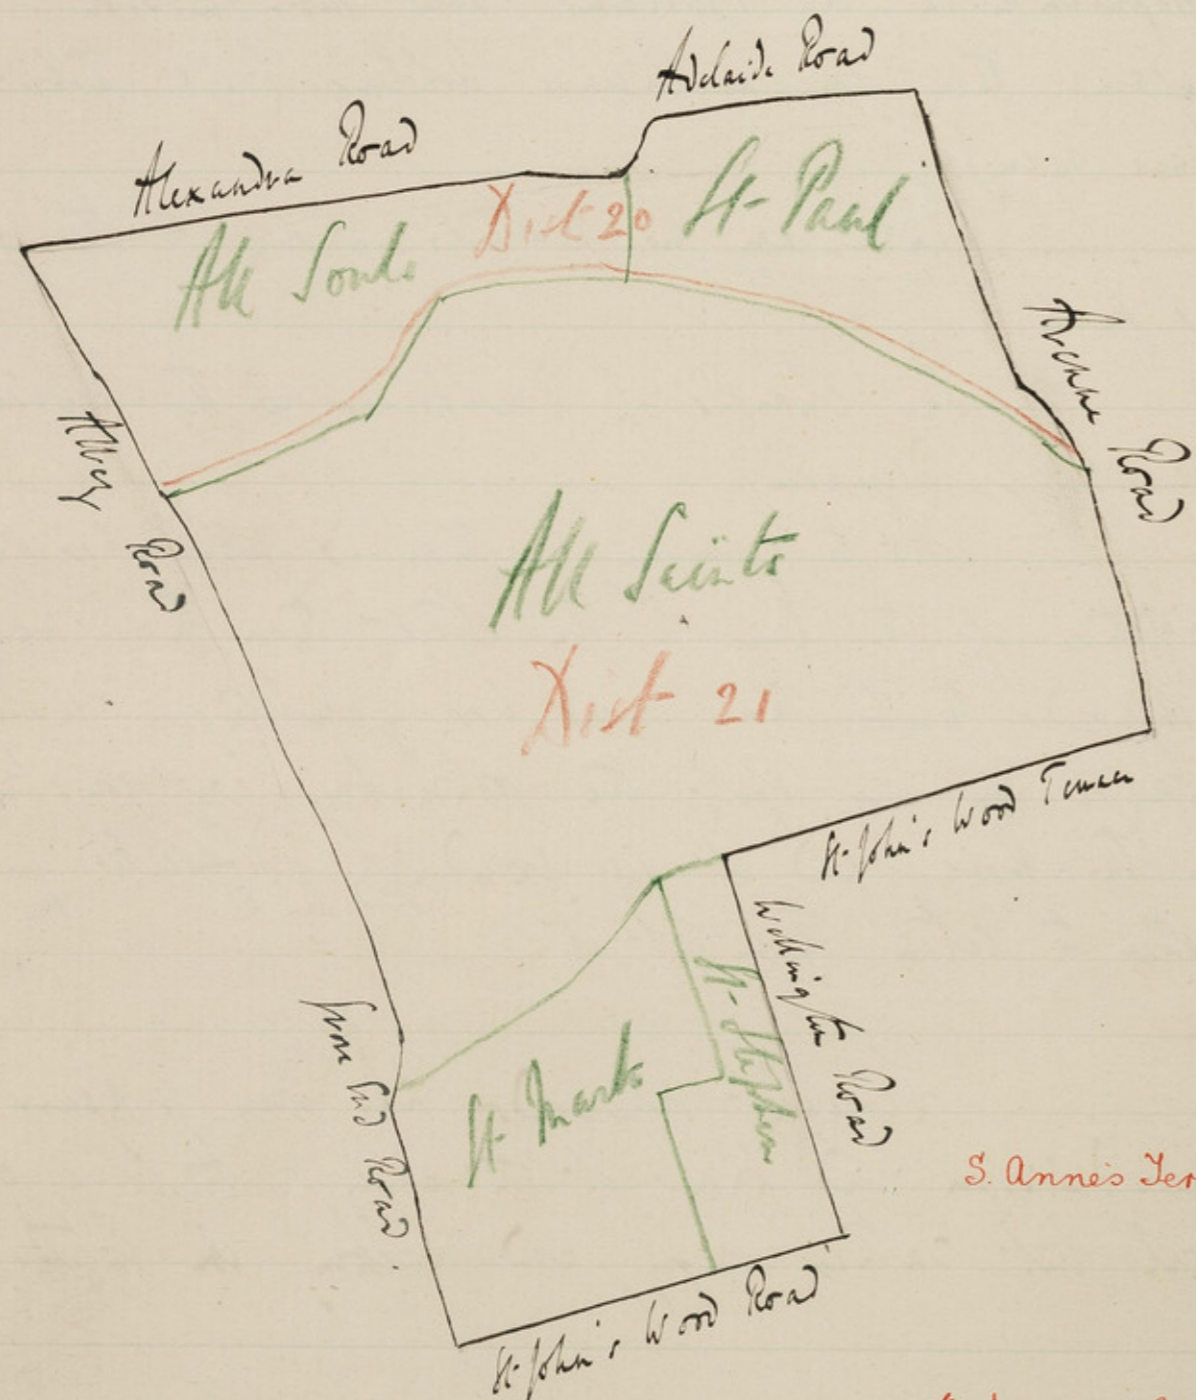 Adelaide Road
Alexandra Road
All Souls
Dist 20
St- Paul
Avenue Road
Abbey Road
All Saints
Dist 21
St- John's Wood Terrace
Wellington Road
St- Stephen
St- Marks
Grove End Road.
S. Anne's Ter
St- John's Wood Road